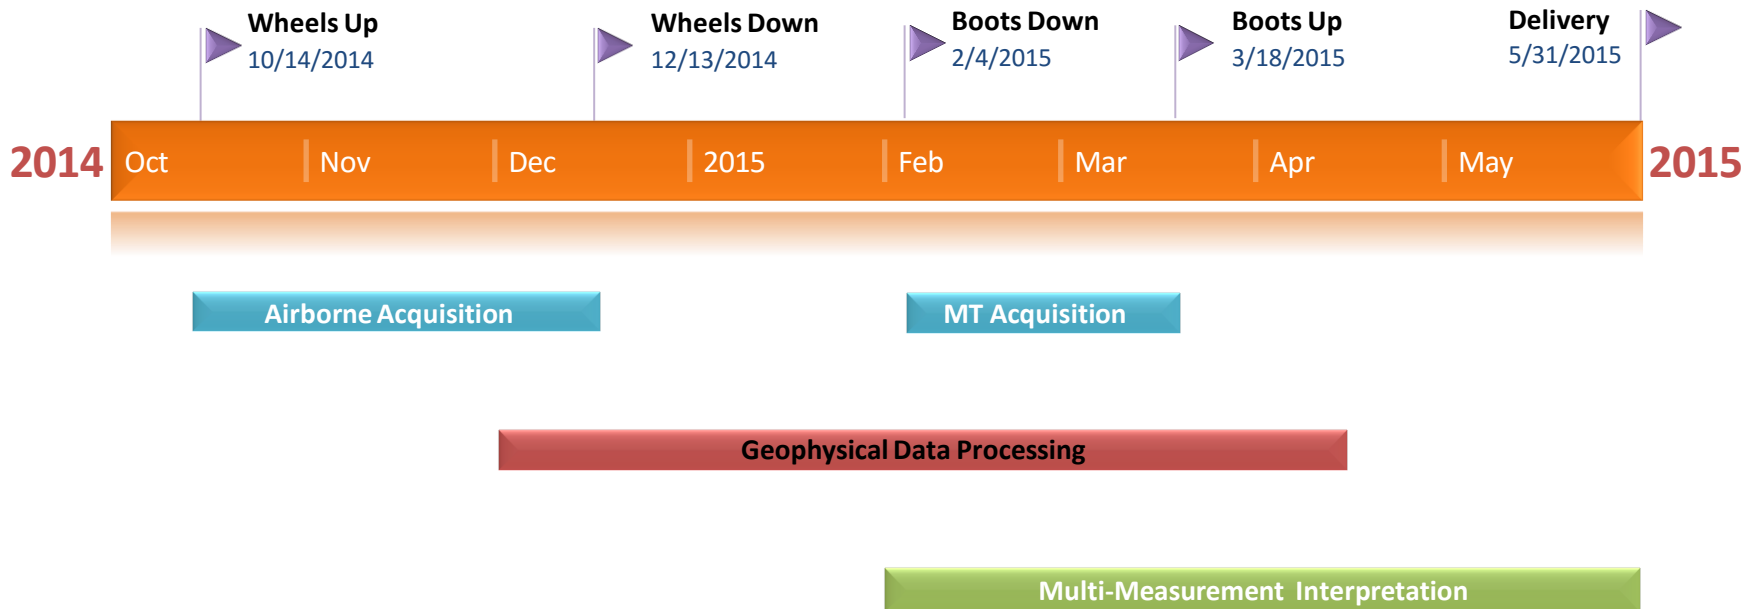 Wheels Up
10/14/2014
Wheels Down
12/13/2014
Boots Down
2/4/2015
Boots Up
3/18/2015
Delivery
5/31/2015
2014 Oct Nov Dec 2015 Feb Mar Apr May 2015
Airborne Acquisition MT Acquisition
Geophysical Data Processing
Multi-Measurement Interpretation